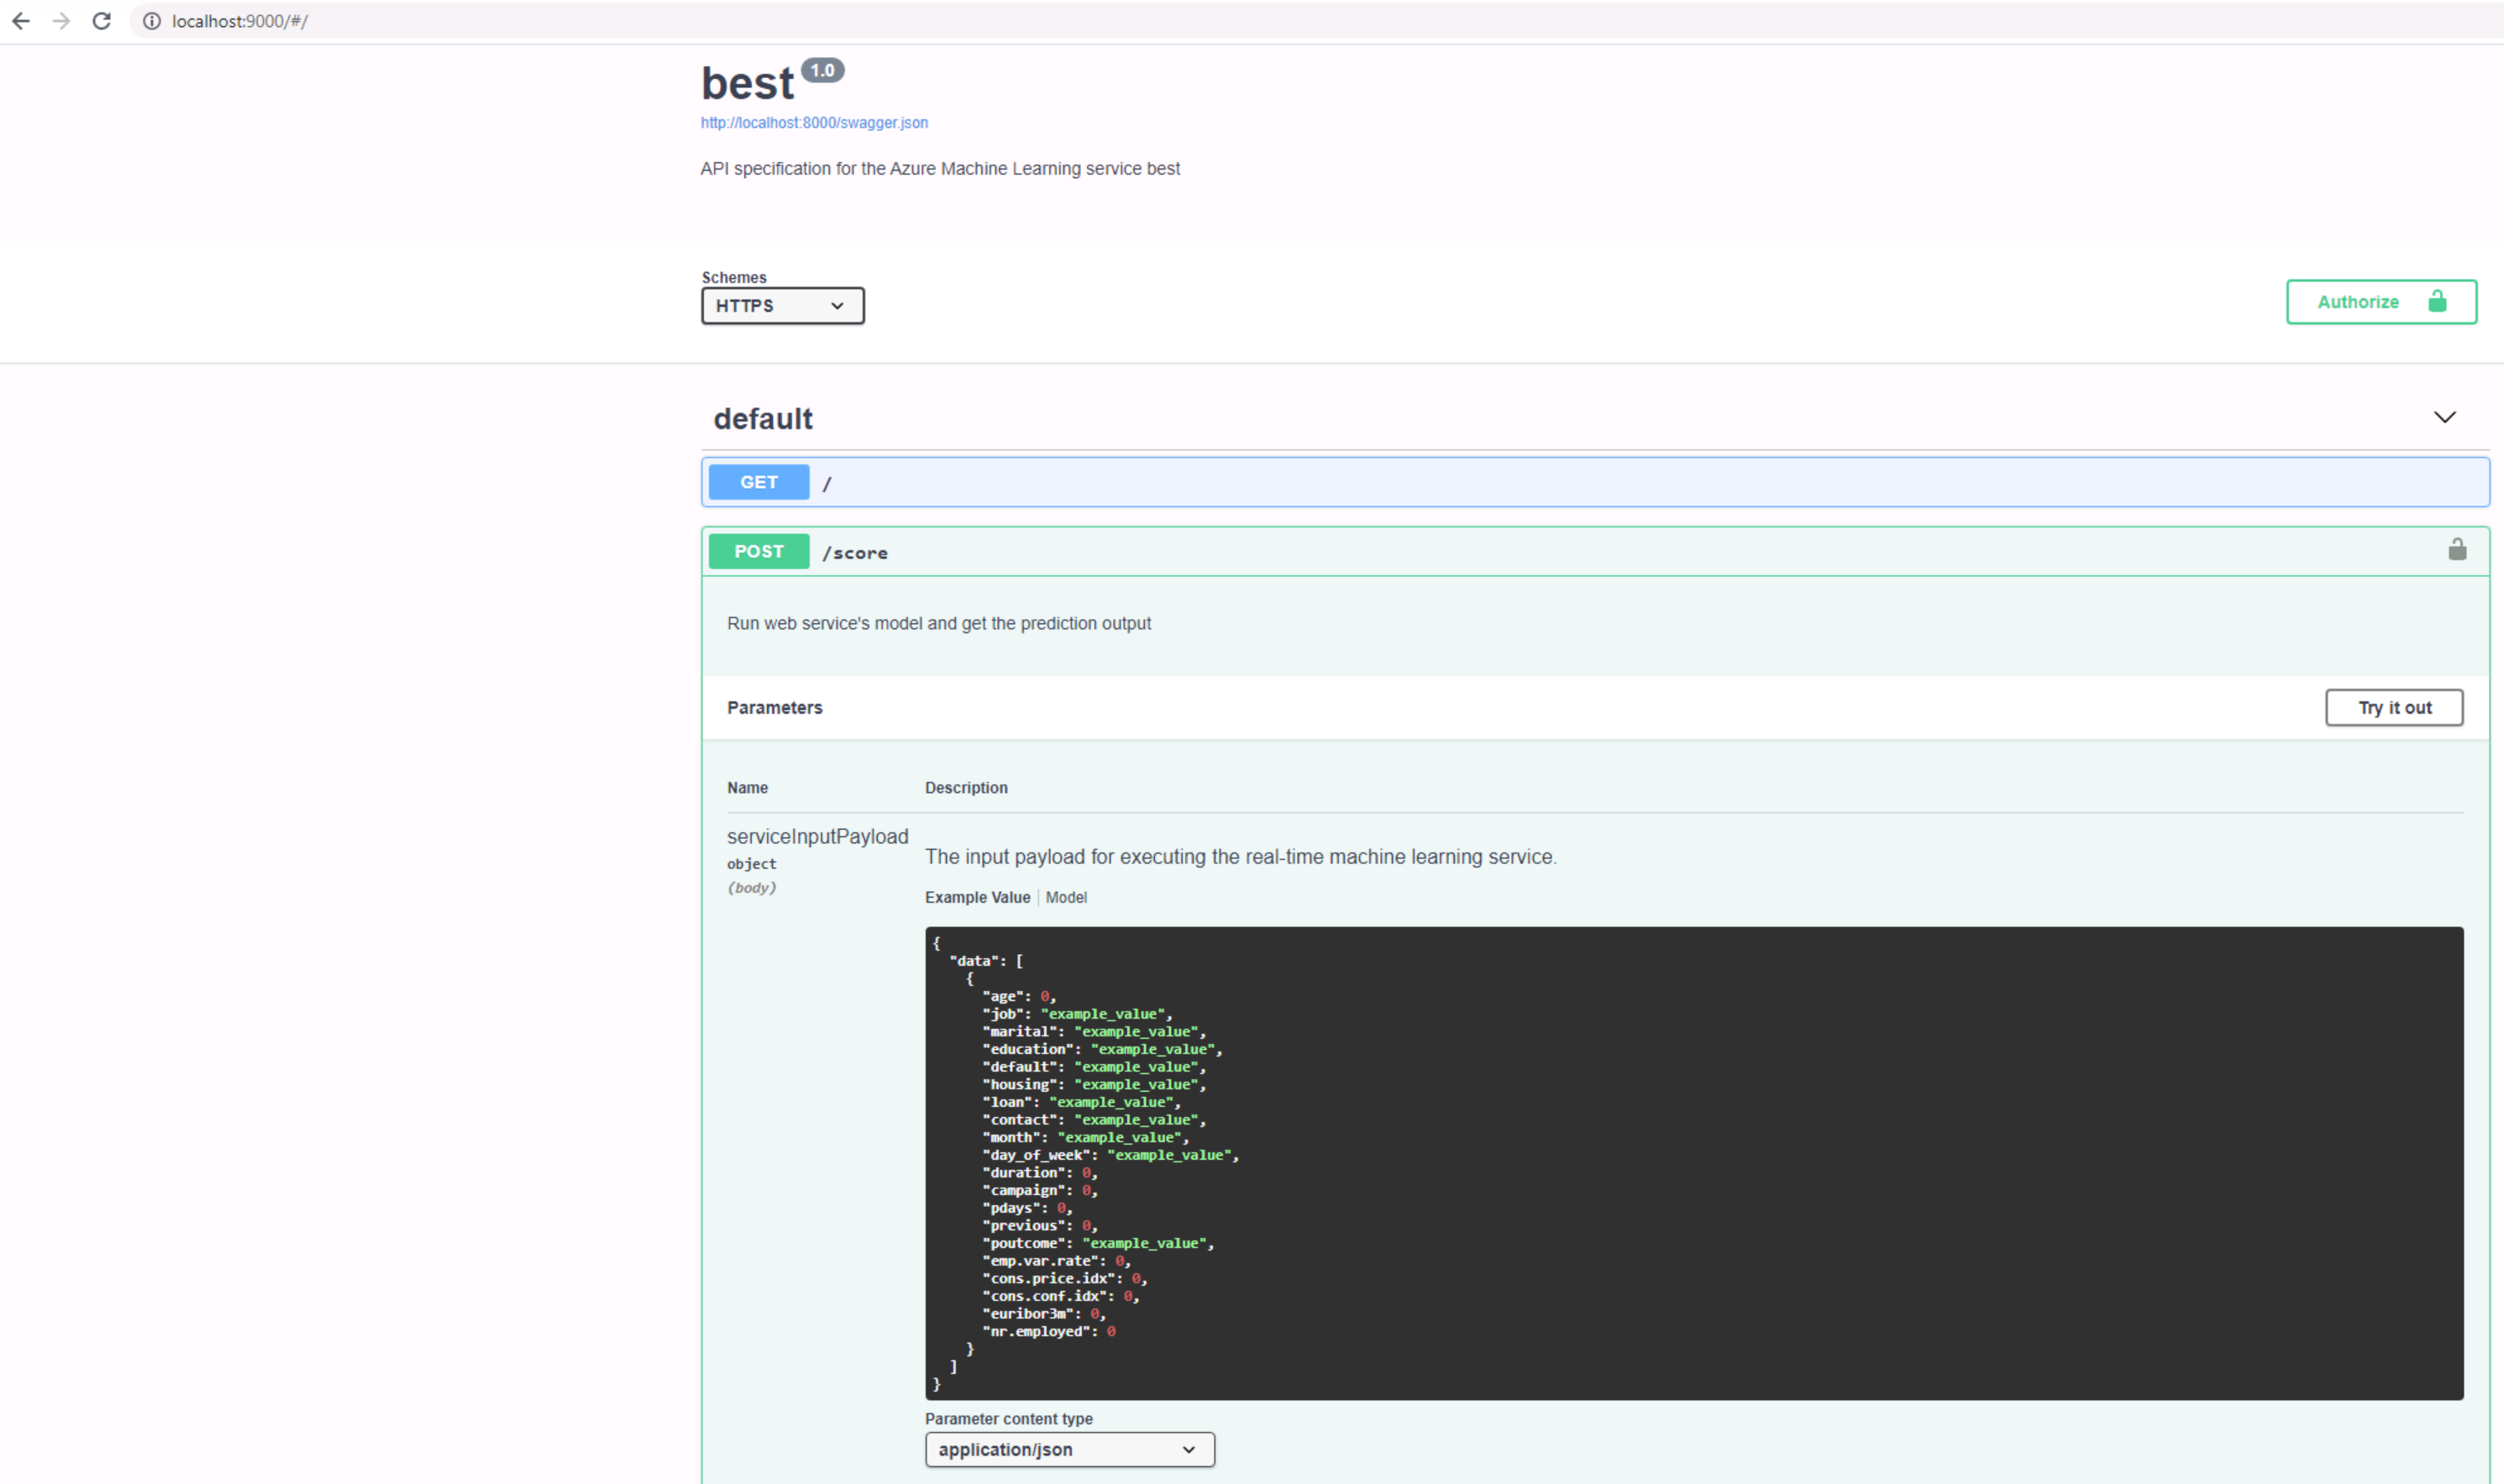 localhost:9000/#/
best 1.0
http://localhost:8000/swagger.json
API specification for the Azure Machine Learning service best
Schemes
HTTPS
Authorize
default
GET /
POST /score
Run web service's model and get the prediction output
Parameters
Try it out
Name Description
serviceInputPayload
object
(body)
The input payload for executing the real-time machine learning service.
Example Value | Model
{
  "data": [
    {
      "age": 0,
      "job": "example_value",
      "marital": "example_value",
      "education": "example_value",
      "default": "example_value",
      "housing": "example_value",
      "loan": "example_value",
      "contact": "example_value",
      "month": "example_value",
      "day_of_week": "example_value",
      "duration": 0,
      "campaign": 0,
      "pdays": 0,
      "previous": 0,
      "poutcome": "example_value",
      "emp.var.rate": 0,
      "cons.price.idx": 0,
      "cons.conf.idx": 0,
      "euribor3m": 0,
      "nr.employed": 0
    }
  ]
}
Parameter content type
application/json